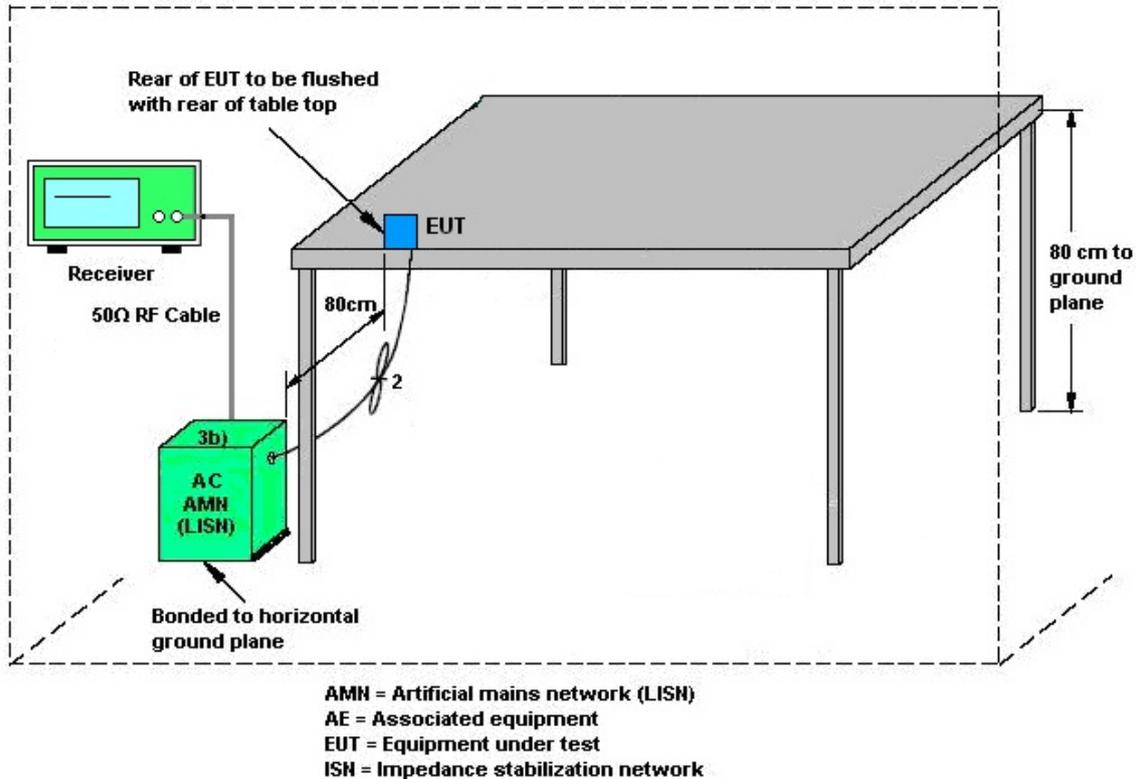 Rear of EUT to be flushed
with rear of table top
EUT
Receiver
50Ω RF Cable
80cm
80 cm to
ground
plane
2
3b)
AC
AMN
(LISN)
Bonded to horizontal
ground plane
AMN = Artificial mains network (LISN)
AE = Associated equipment
EUT = Equipment under test
ISN = Impedance stabilization network